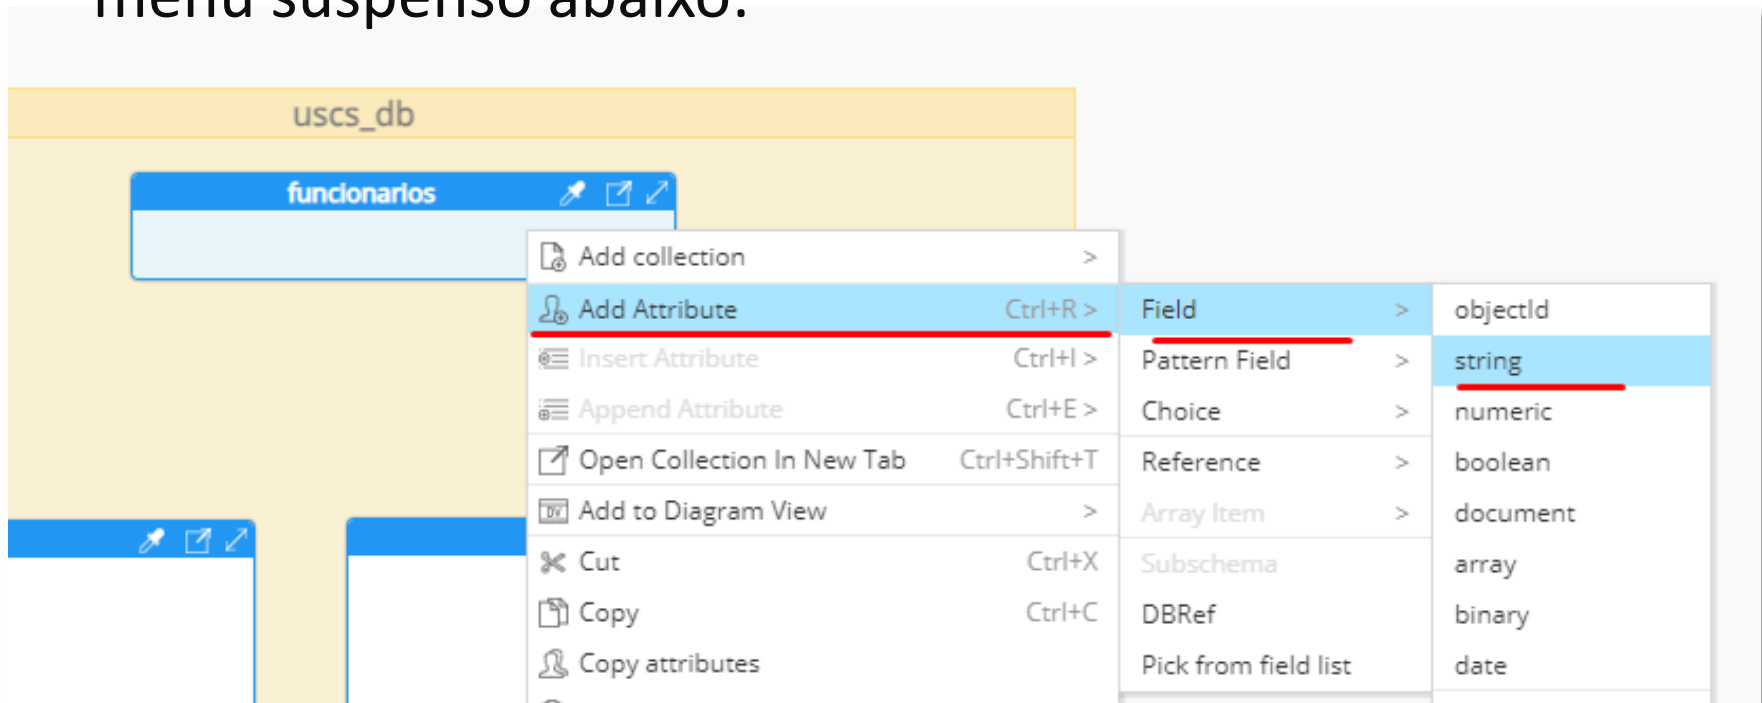 menu suspenso abaixo:
uscs_db
funcionarios
Add collection >
Add Attribute Ctrl+R > Field > objectId
Insert Attribute Ctrl+I > Pattern Field > string
Append Attribute Ctrl+E > Choice > numeric
Open Collection In New Tab Ctrl+Shift+T Reference > boolean
Add to Diagram View > Array Item > document
Cut Ctrl+X Subschema array
Copy Ctrl+C DBRef binary
Copy attributes Pick from field list date